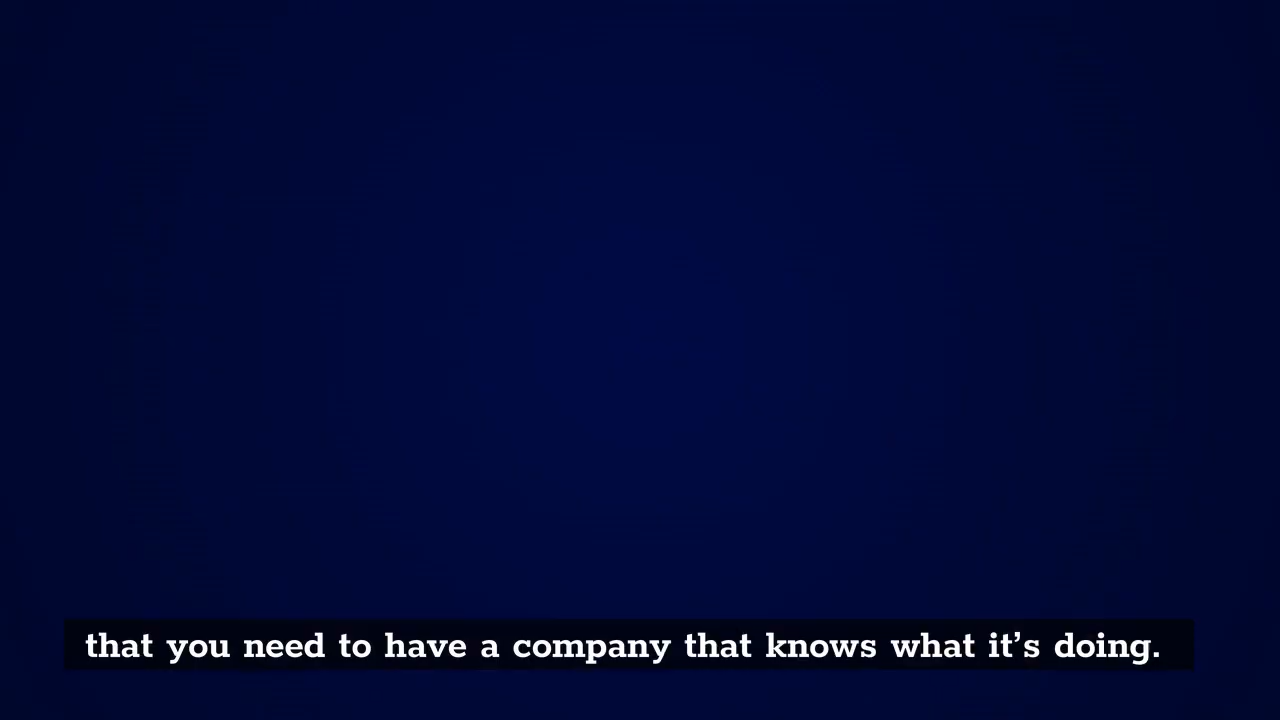 that you need to have a company that knows what it’s doing.